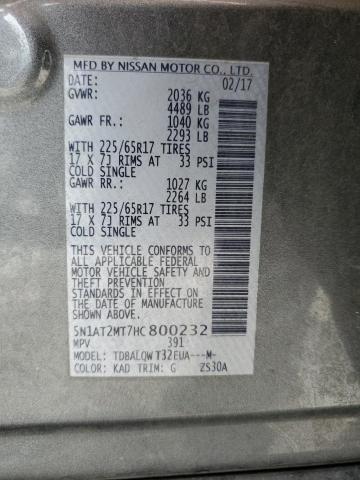 MFD BY NISSAN MOTOR CO., LTD.
DATE: 02/17
GVWR: 2036 KG
4489 LB
GAWR FR.: 1040 KG
2293 LB
WITH 225/65R17 TIRES
17 X 7J RIMS AT 33 PSI
COLD SINGLE
GAWR RR.: 1027 KG
2264 LB
WITH 225/65R17 TIRES
17 X 7J RIMS AT 33 PSI
COLD SINGLE
THIS VEHICLE CONFORMS TO
ALL APPLICABLE FEDERAL
MOTOR VEHICLE SAFETY AND
THEFT PREVENTION
STANDARDS IN EFFECT ON THE
DATE OF MANUFACTURE SHOWN
ABOVE.
5N1AT2MT7HC800232
MPV 391
MODEL: TDBALQWT32EUA---M-
COLOR: KAD TRIM: G ZS30A